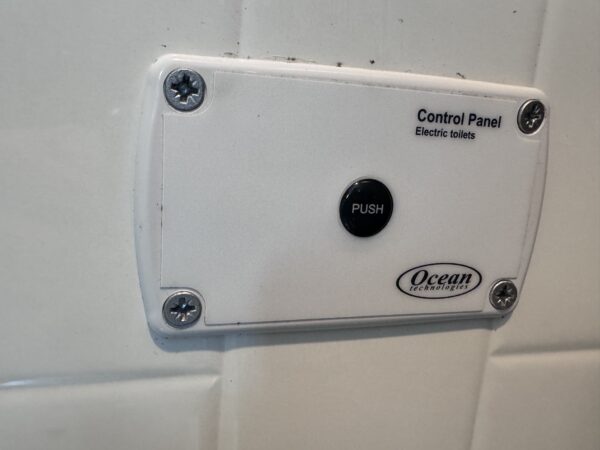 Control Panel
Electric toilets
PUSH
Ocean
technologies